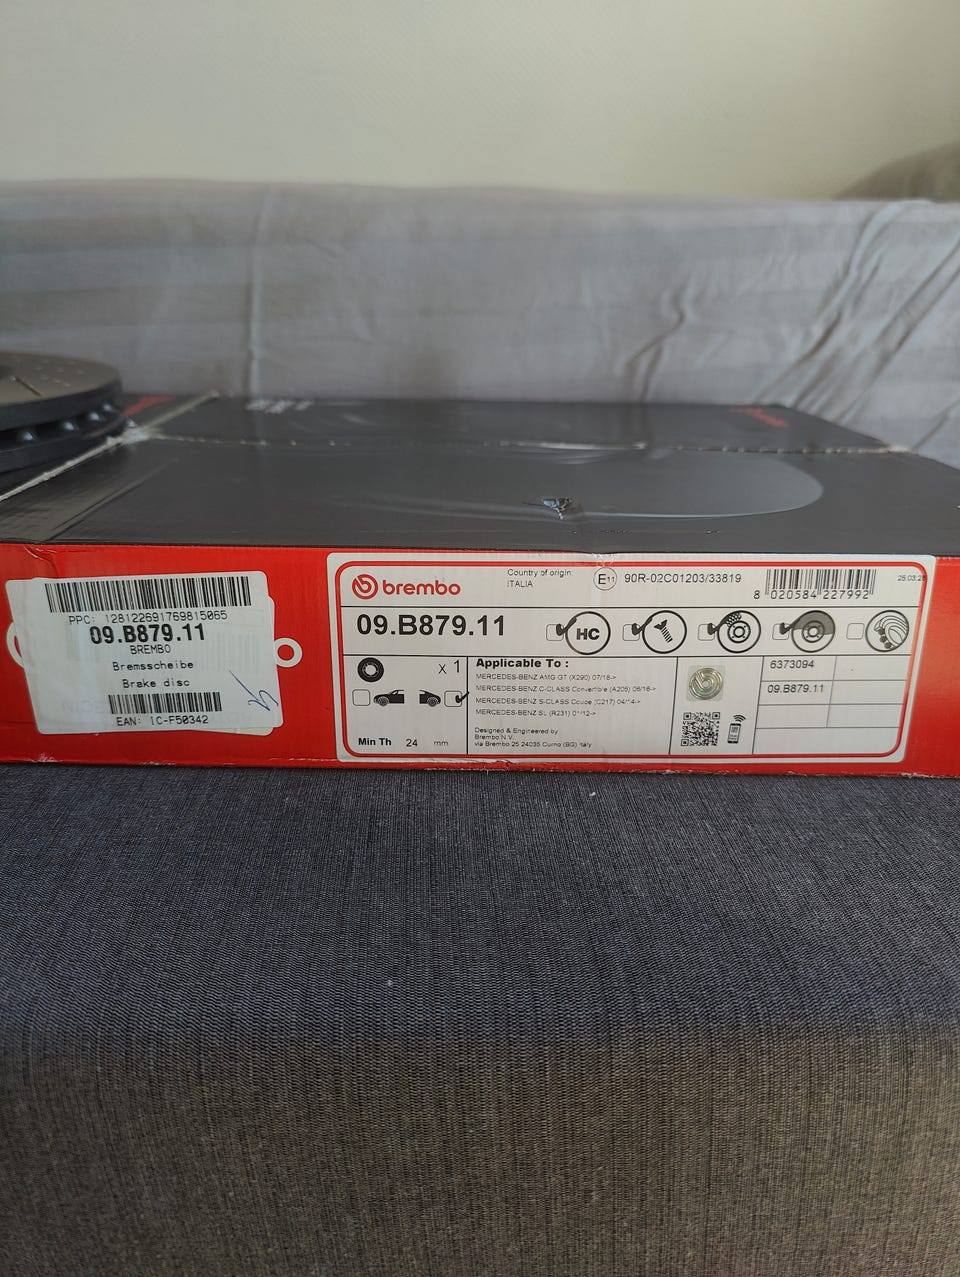 PPC: 128122691769815065
09.B879.11
BREMBO
Bremsscheibe
Brake disc
EAN: IC-F50342
brembo
Country of origin:
ITALIA
E11 90R-02C01203/33819
8 020584 227992
09.B879.11
HC
X 1
Min Th 24 mm
Applicable To :
MERCEDES-BENZ AMG GT (X290) 07/18->
MERCEDES-BENZ C-CLASS Convertible (A205) 06/16->
MERCEDES-BENZ S-CLASS Coupe (C217) 04/14->
MERCEDES-BENZ SL (R231) 01/12->
Designed & Engineered by
Brembo N.V.
via Brembo 25 24035 Curno (BG) Italy
6373094
09.B879.11